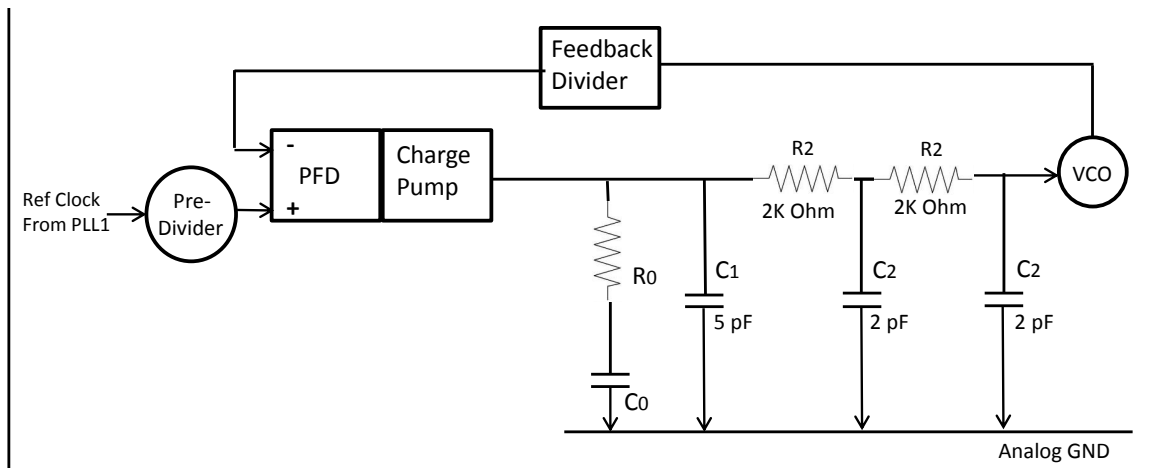 Feedback
Divider
Ref Clock
From PLL1
Pre-
Divider
-
+
PFD
Charge
Pump
R2
2K Ohm
R2
2K Ohm
VCO
R0
C0
C1
5 pF
C2
2 pF
C2
2 pF
Analog GND